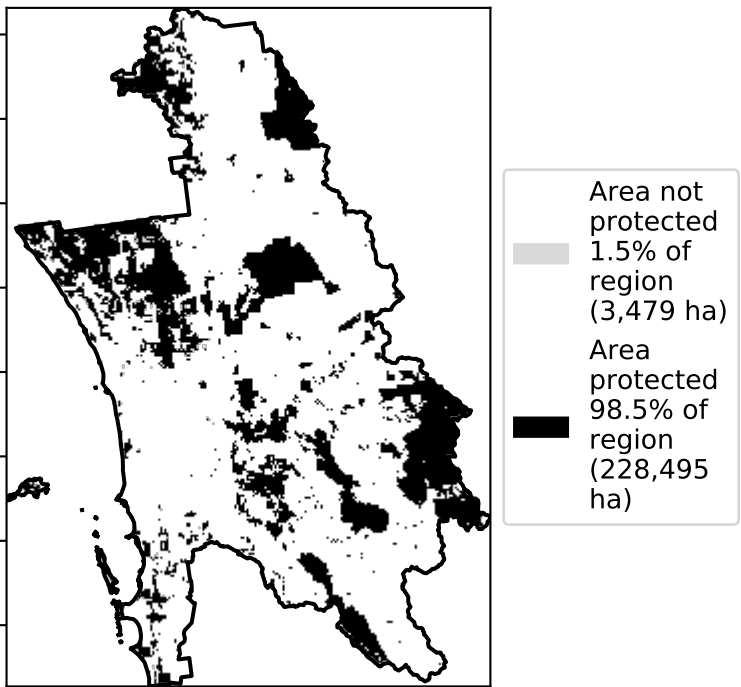 Area not
protected
1.5% of
region
(3,479 ha)
Area
protected
98.5% of
region
(228,495
ha)